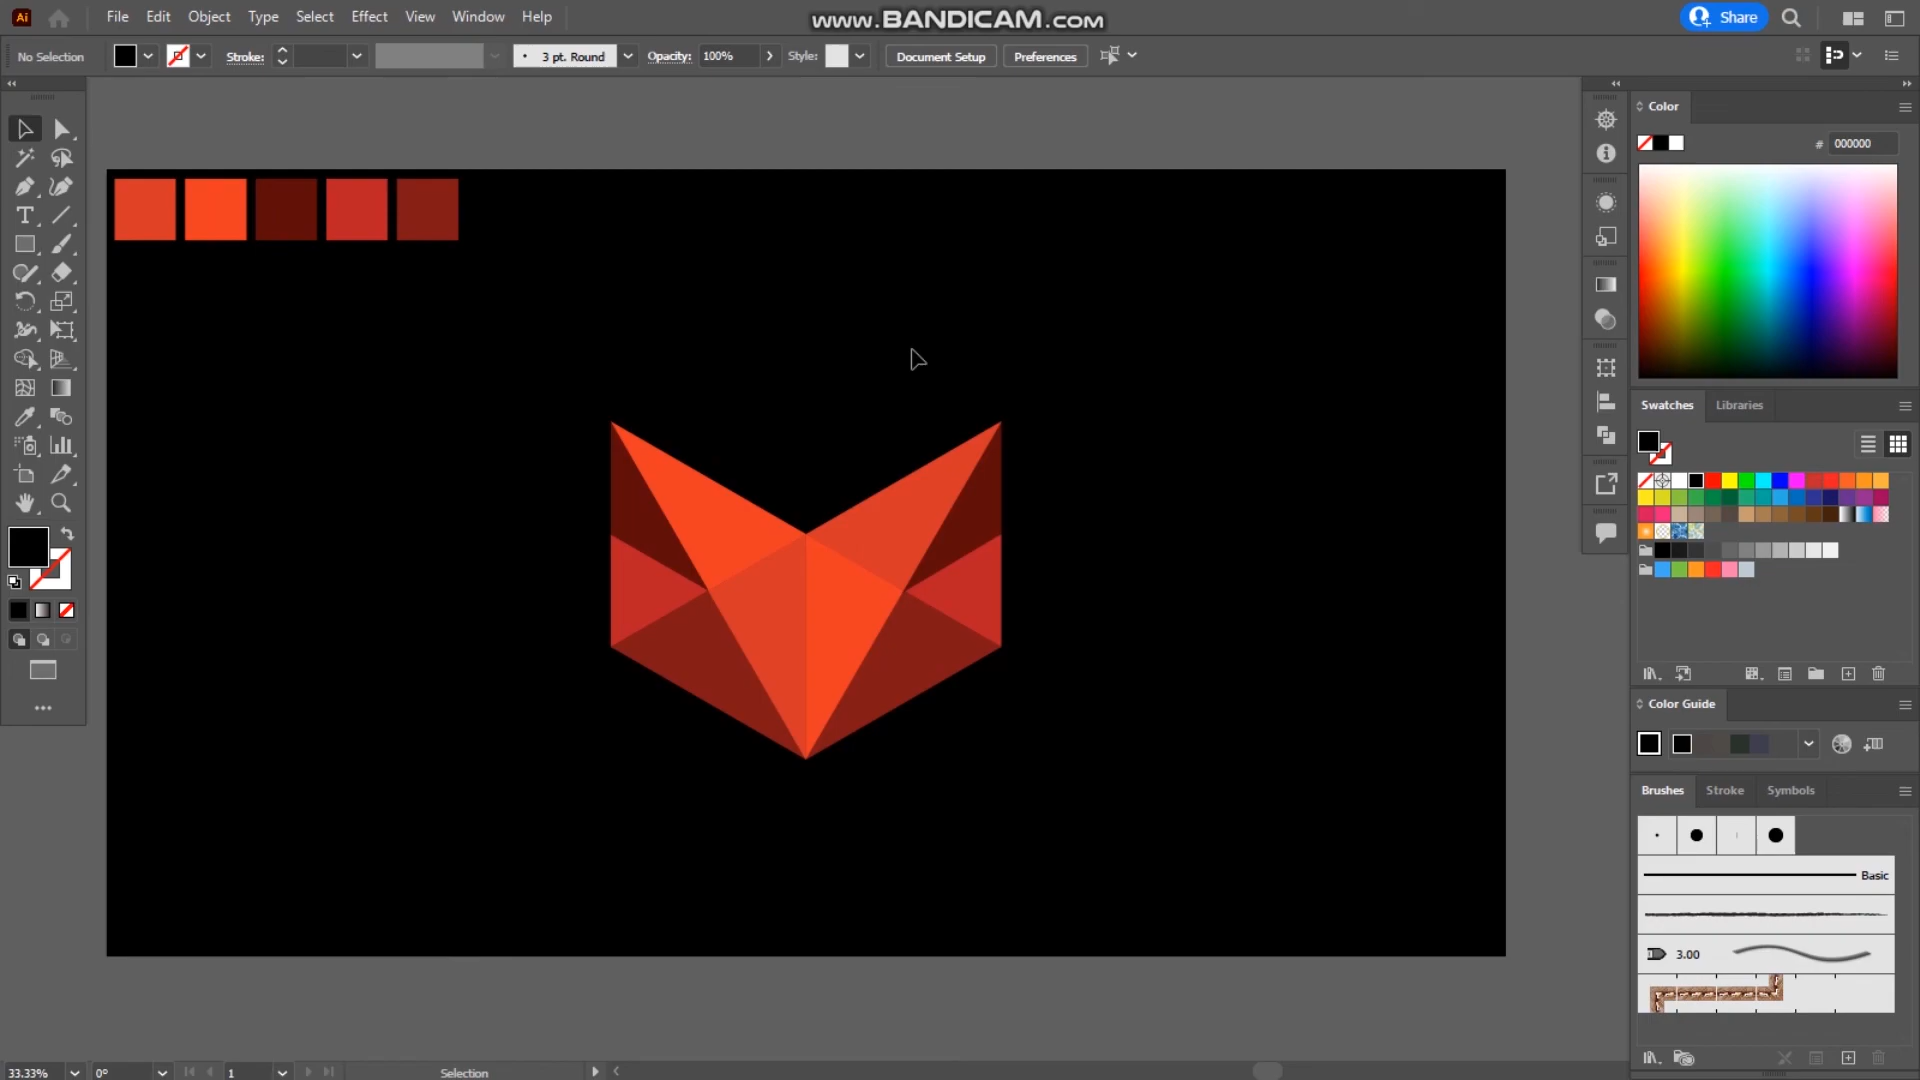 Ai File Edit Object Type Select Effect View Window Help www.BANDICAM.com Share
No Selection Stroke: 3 pt. Round Opacity: 100% Style: Document Setup Preferences
Color
# 000000
Swatches Libraries
Color Guide
Brushes Stroke Symbols
Basic
3.00
33.33% 0° 1 Selection